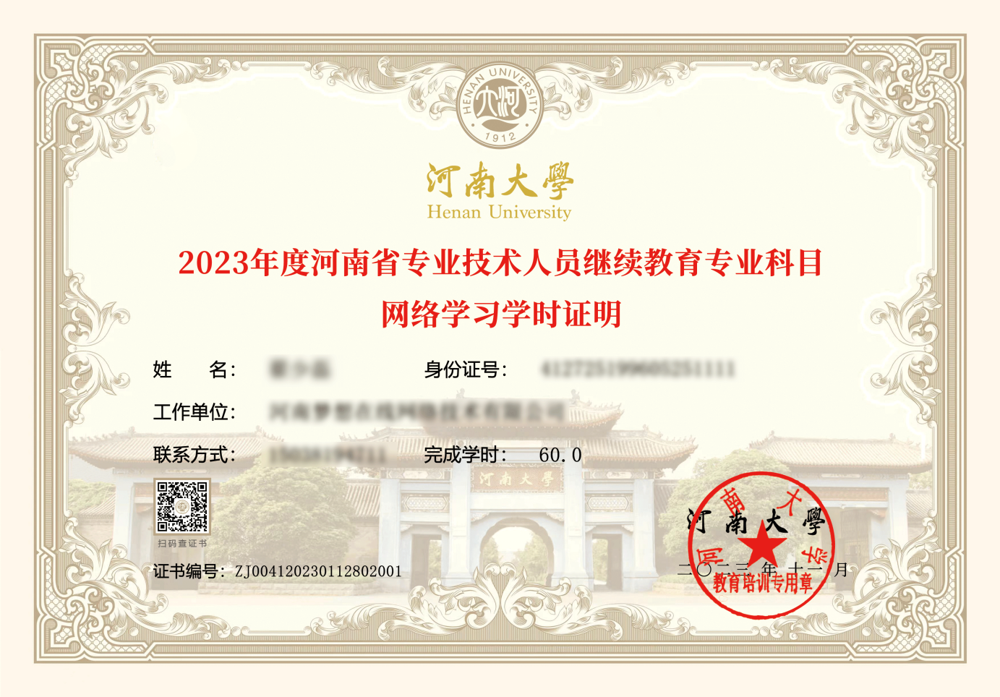 HENAN UNIVERSITY
大河
1912
河南大學
Henan University
2023年度河南省专业技术人员继续教育专业科目
网络学习学时证明
姓 名：
身份证号：
工作单位：
联系方式：
完成学时： 60.0
河南大學
扫码查证书
证书编号：ZJ004120230112802001
河南大學
二〇二三 年 十一 月
河南大学
教育培训专用章